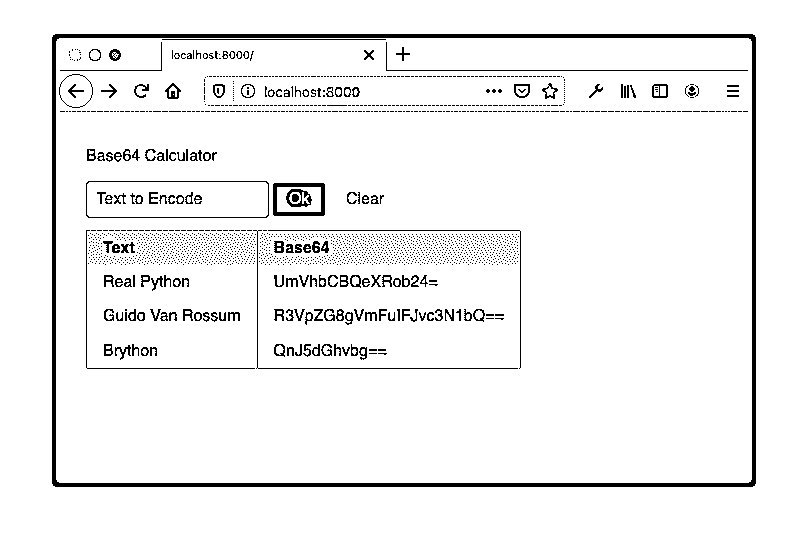 localhost:8000/
localhost:8000
Base64 Calculator
Text to Encode Ok Clear
Text Base64
Real Python UmVhbCBQeXRob24=
Guido Van Rossum R3VpZG8gVmFuIFJvc3N1bQ==
Brython QnJ5dGhvbg==